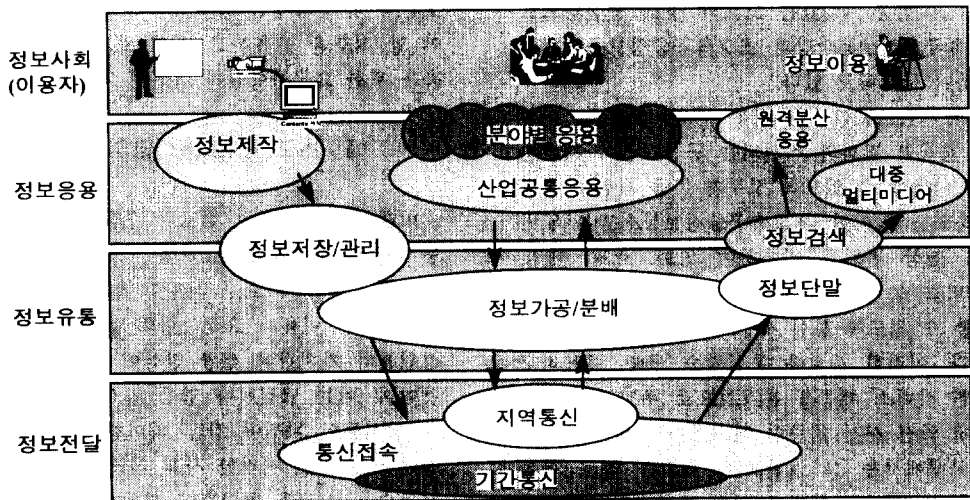 정보사회
(이용자)
정보이용
정보제작
분야별 응용
산업공통응용
원격분산
응용
대중
멀티미디어
정보응용
정보저장/관리
정보검색
정보유통
정보가공/분배
정보단말
정보전달
지역통신
통신접속
기간통신